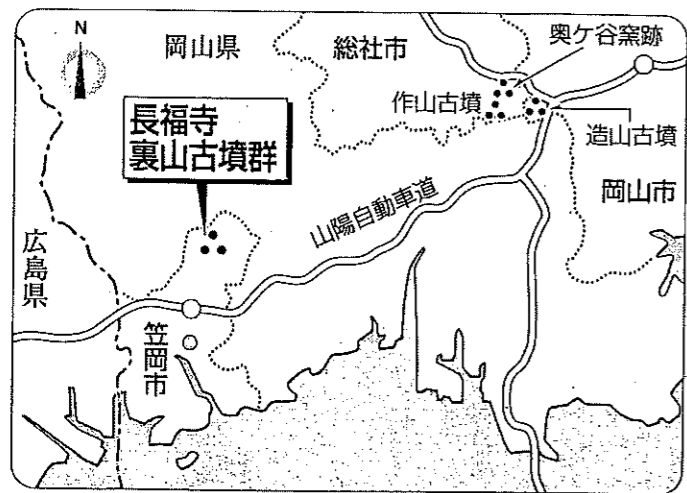 N
岡山県
総社市
奥ケ谷窯跡
作山古墳
造山古墳
長福寺
裏山古墳群
岡山市
山陽自動車道
広島県
笠岡市